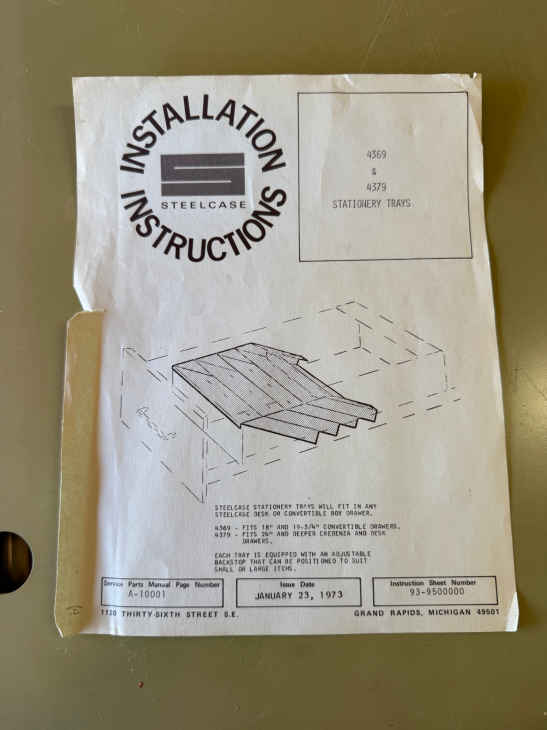 INSTALLATION
STEELCASE
INSTRUCTIONS
4369
&
4379
STATIONERY TRAYS
STEELCASE STATIONERY TRAYS WILL FIT IN ANY
STEELCASE DESK OR CONVERTIBLE BOX DRAWER.
4369 - FITS 18" AND 19-3/4" CONVERTIBLE DRAWERS.
4379 - FITS 26" AND DEEPER CREDENZA AND DESK
DRAWERS.
EACH TRAY IS EQUIPPED WITH AN ADJUSTABLE
BACKSTOP THAT CAN BE POSITIONED TO SUIT
SMALL OR LARGE ITEMS.
Service Parts Manual Page Number
A-10001
Issue Date
JANUARY 23, 1973
Instruction Sheet Number
93-9500000
1120 THIRTY-SIXTH STREET S.E.
GRAND RAPIDS, MICHIGAN 49501